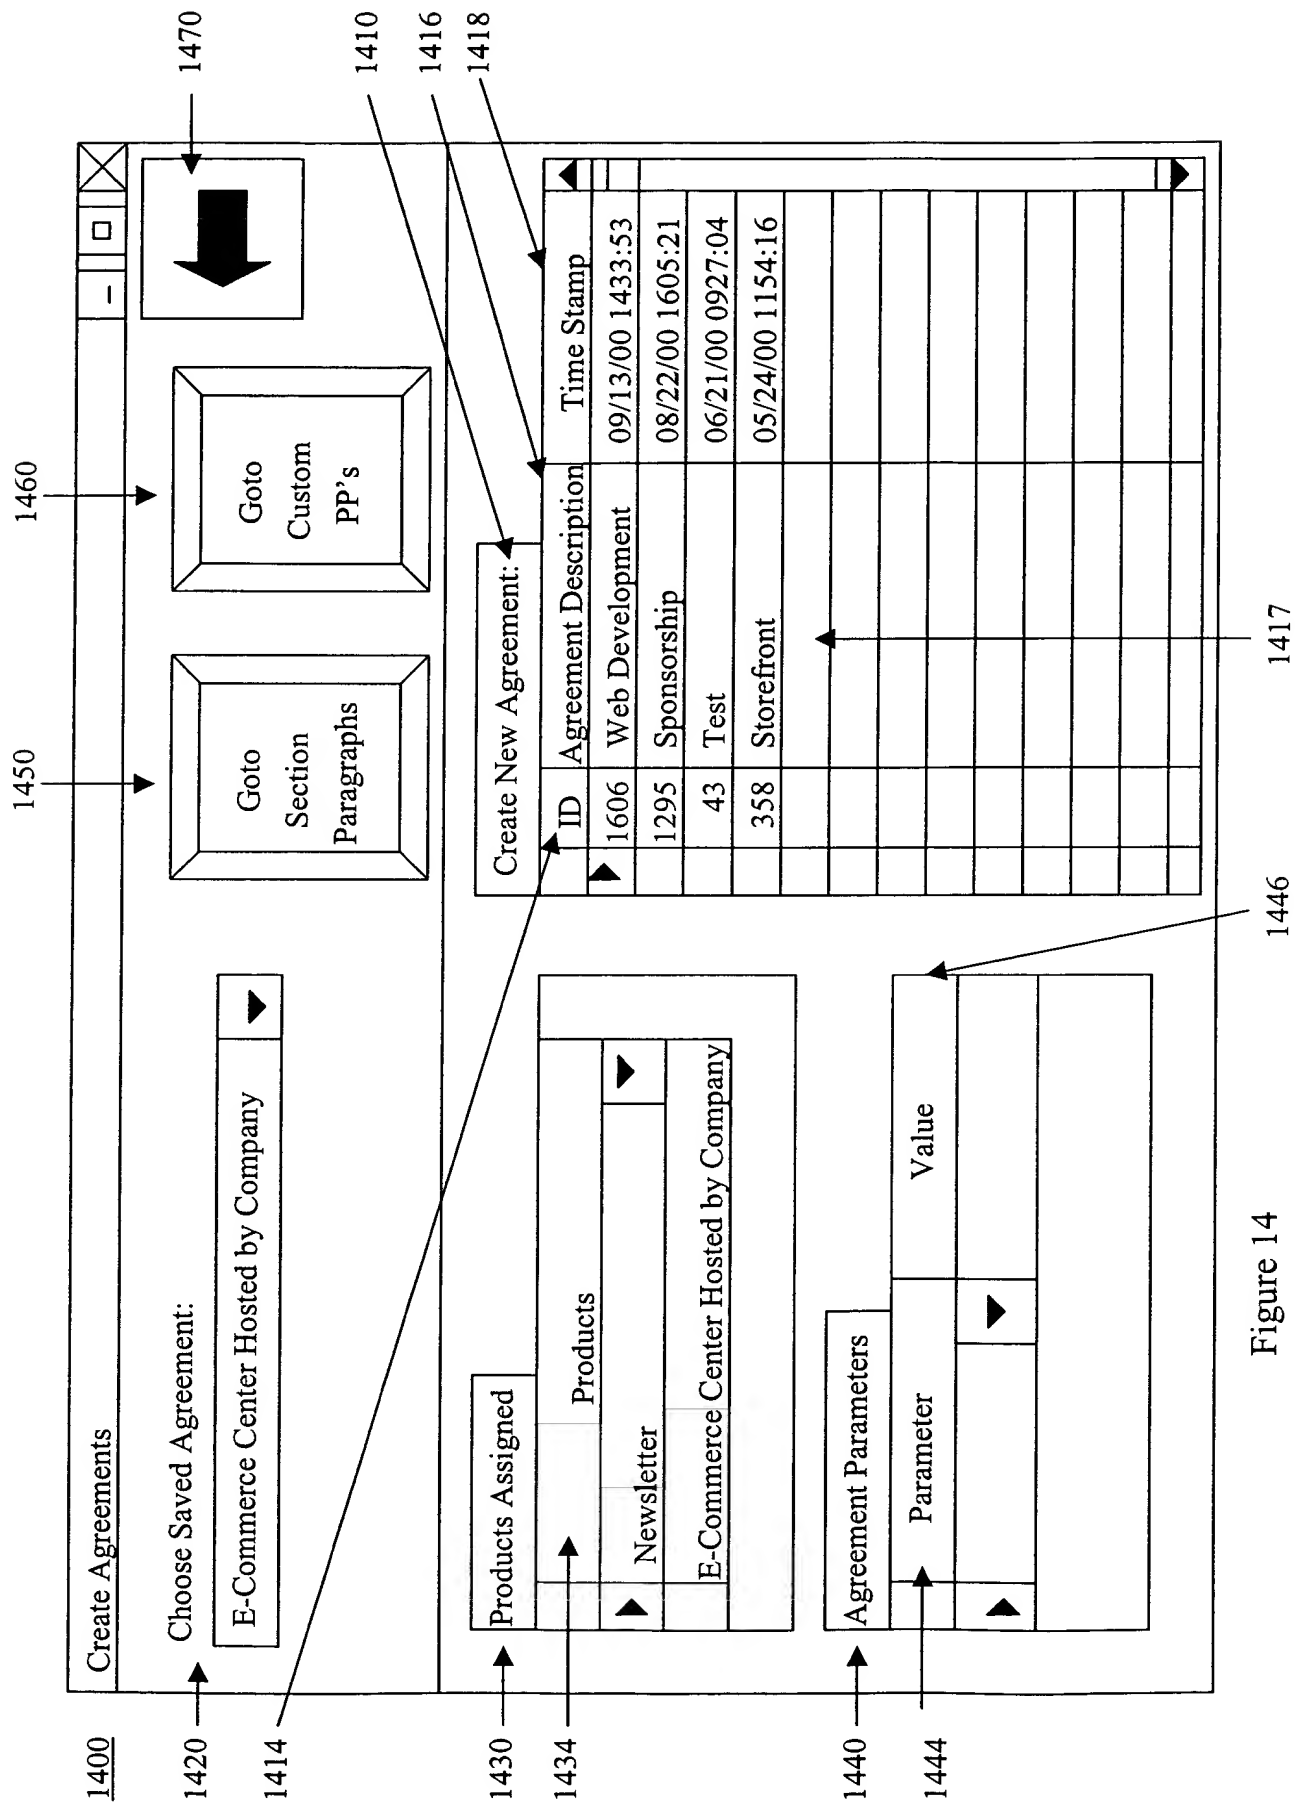 1400
Create Agreements
1470
1420
Choose Saved Agreement:
E-Commerce Center Hosted by Company
1450
Goto
Section
Paragraphs
1460
Goto
Custom
PP's
1414
1410
1416
1418
1430
Products Assigned
1434
Products
Newsletter
E-Commerce Center Hosted by Company
1440
Agreement Parameters
1444
Parameter Value
1446
Create New Agreement:
ID Agreement Description Time Stamp
1606 Web Development 09/13/00 1433:53
1295 Sponsorship 08/22/00 1605:21
43 Test 06/21/00 0927:04
358 Storefront 05/24/00 1154:16
1417
Figure 14